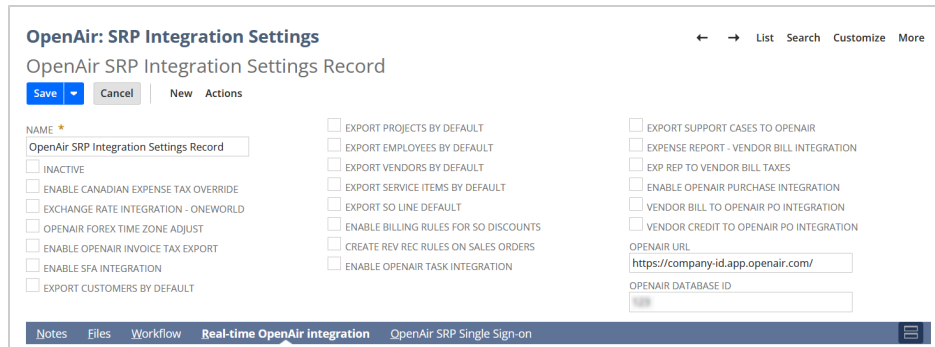 OpenAir: SRP Integration Settings
← → List Search Customize More
OpenAir SRP Integration Settings Record
Save Cancel New Actions
NAME *
OpenAir SRP Integration Settings Record
INACTIVE
ENABLE CANADIAN EXPENSE TAX OVERRIDE
EXCHANGE RATE INTEGRATION - ONEWORLD
OPENAIR FOREX TIME ZONE ADJUST
ENABLE OPENAIR INVOICE TAX EXPORT
ENABLE SFA INTEGRATION
EXPORT CUSTOMERS BY DEFAULT
EXPORT PROJECTS BY DEFAULT
EXPORT EMPLOYEES BY DEFAULT
EXPORT VENDORS BY DEFAULT
EXPORT SERVICE ITEMS BY DEFAULT
EXPORT SO LINE DEFAULT
ENABLE BILLING RULES FOR SO DISCOUNTS
CREATE REV REC RULES ON SALES ORDERS
ENABLE OPENAIR TASK INTEGRATION
EXPORT SUPPORT CASES TO OPENAIR
EXPENSE REPORT - VENDOR BILL INTEGRATION
EXP REP TO VENDOR BILL TAXES
ENABLE OPENAIR PURCHASE INTEGRATION
VENDOR BILL TO OPENAIR PO INTEGRATION
VENDOR CREDIT TO OPENAIR PO INTEGRATION
OPENAIR URL
https://company-id.app.openair.com/
OPENAIR DATABASE ID
Notes Files Workflow Real-time OpenAir integration OpenAir SRP Single Sign-on